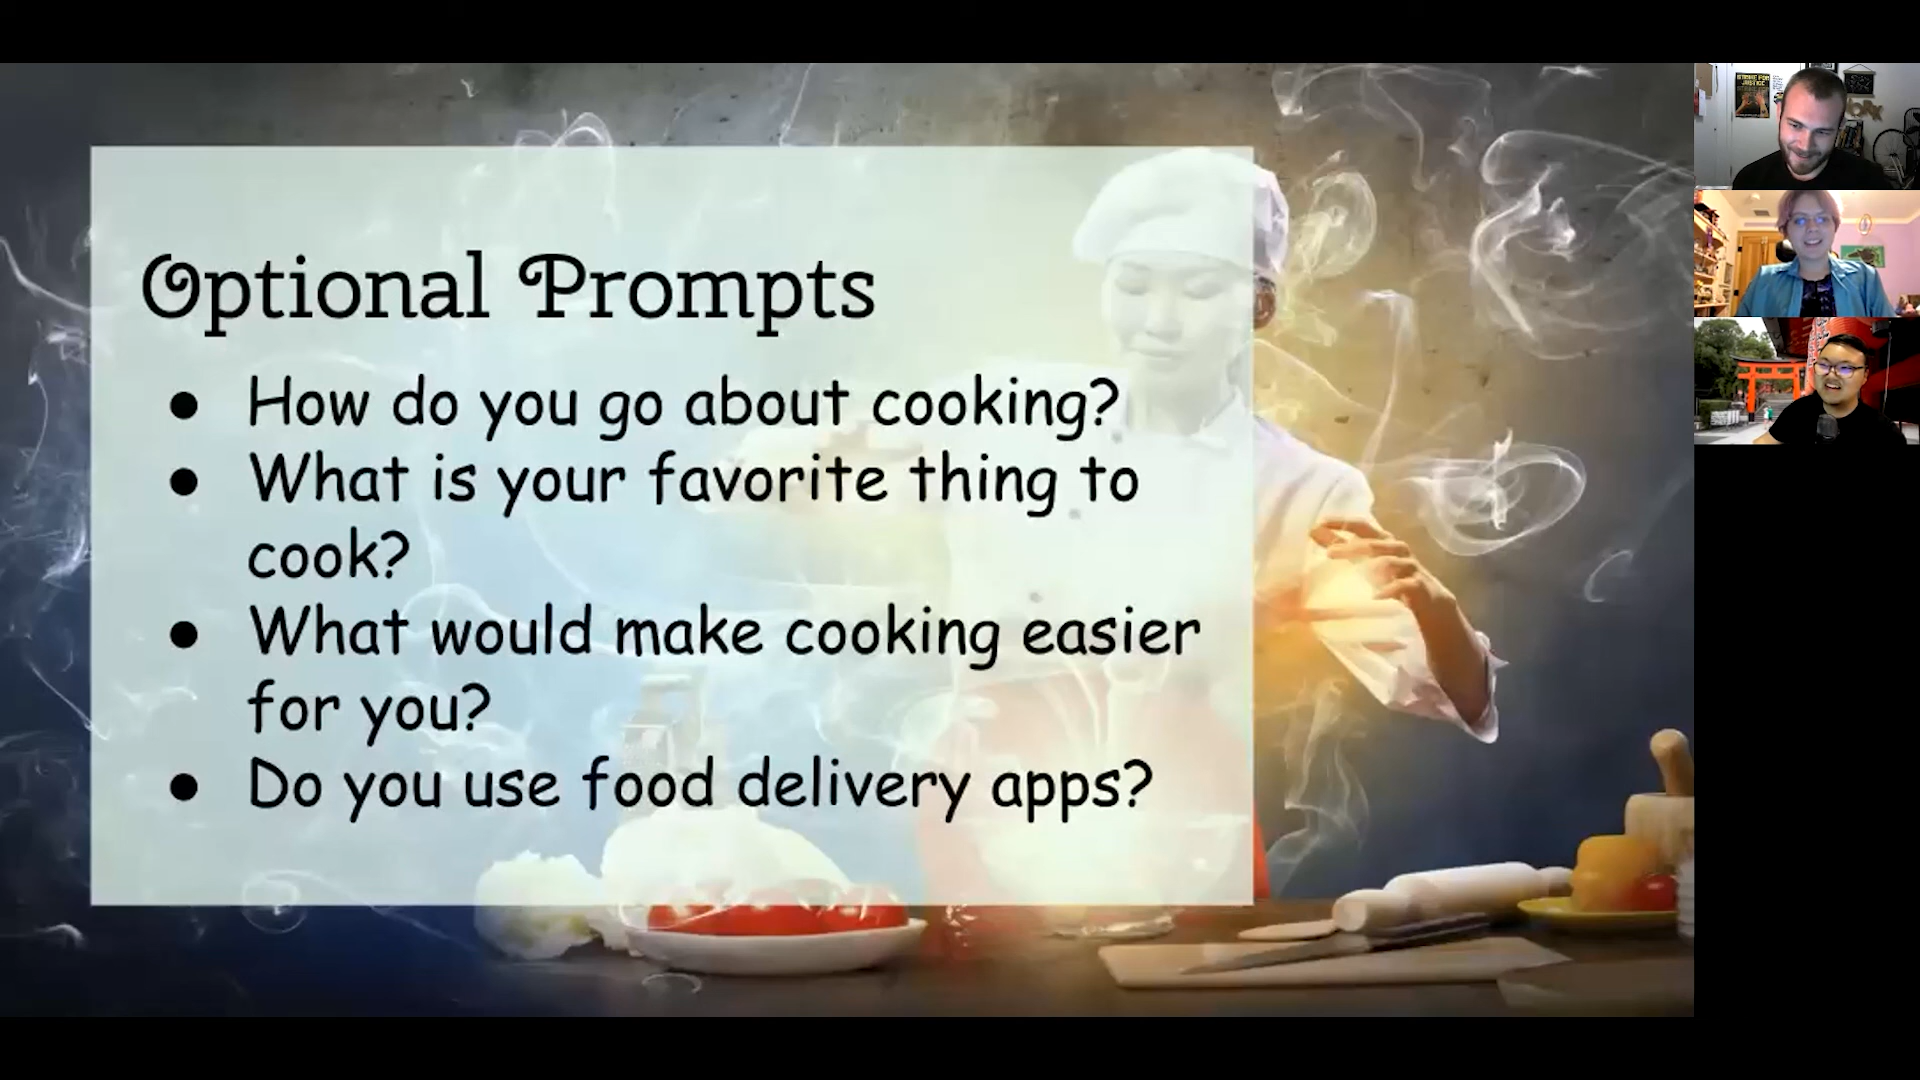 Optional Prompts
● How do you go about cooking?
● What is your favorite thing to
cook?
● What would make cooking easier
for you?
● Do you use food delivery apps?